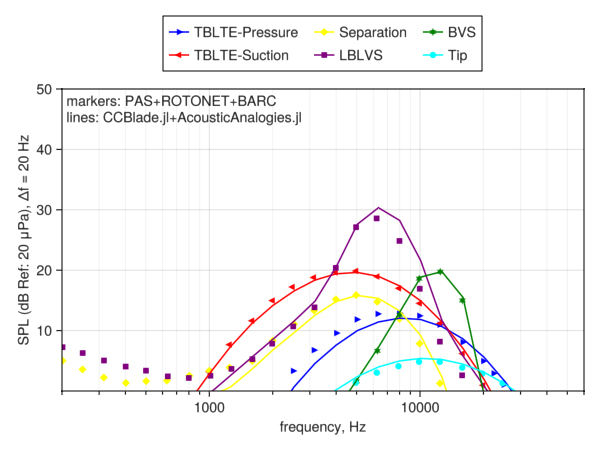 TBLTE-Pressure Separation BVS
TBLTE-Suction LBLVS Tip
markers: PAS+ROTONET+BARC
lines: CCBlade.jl+AcousticAnalogies.jl
SPL (dB Ref: 20 μPa), Δf = 20 Hz
50
40
30
20
10
1000 10000
frequency, Hz